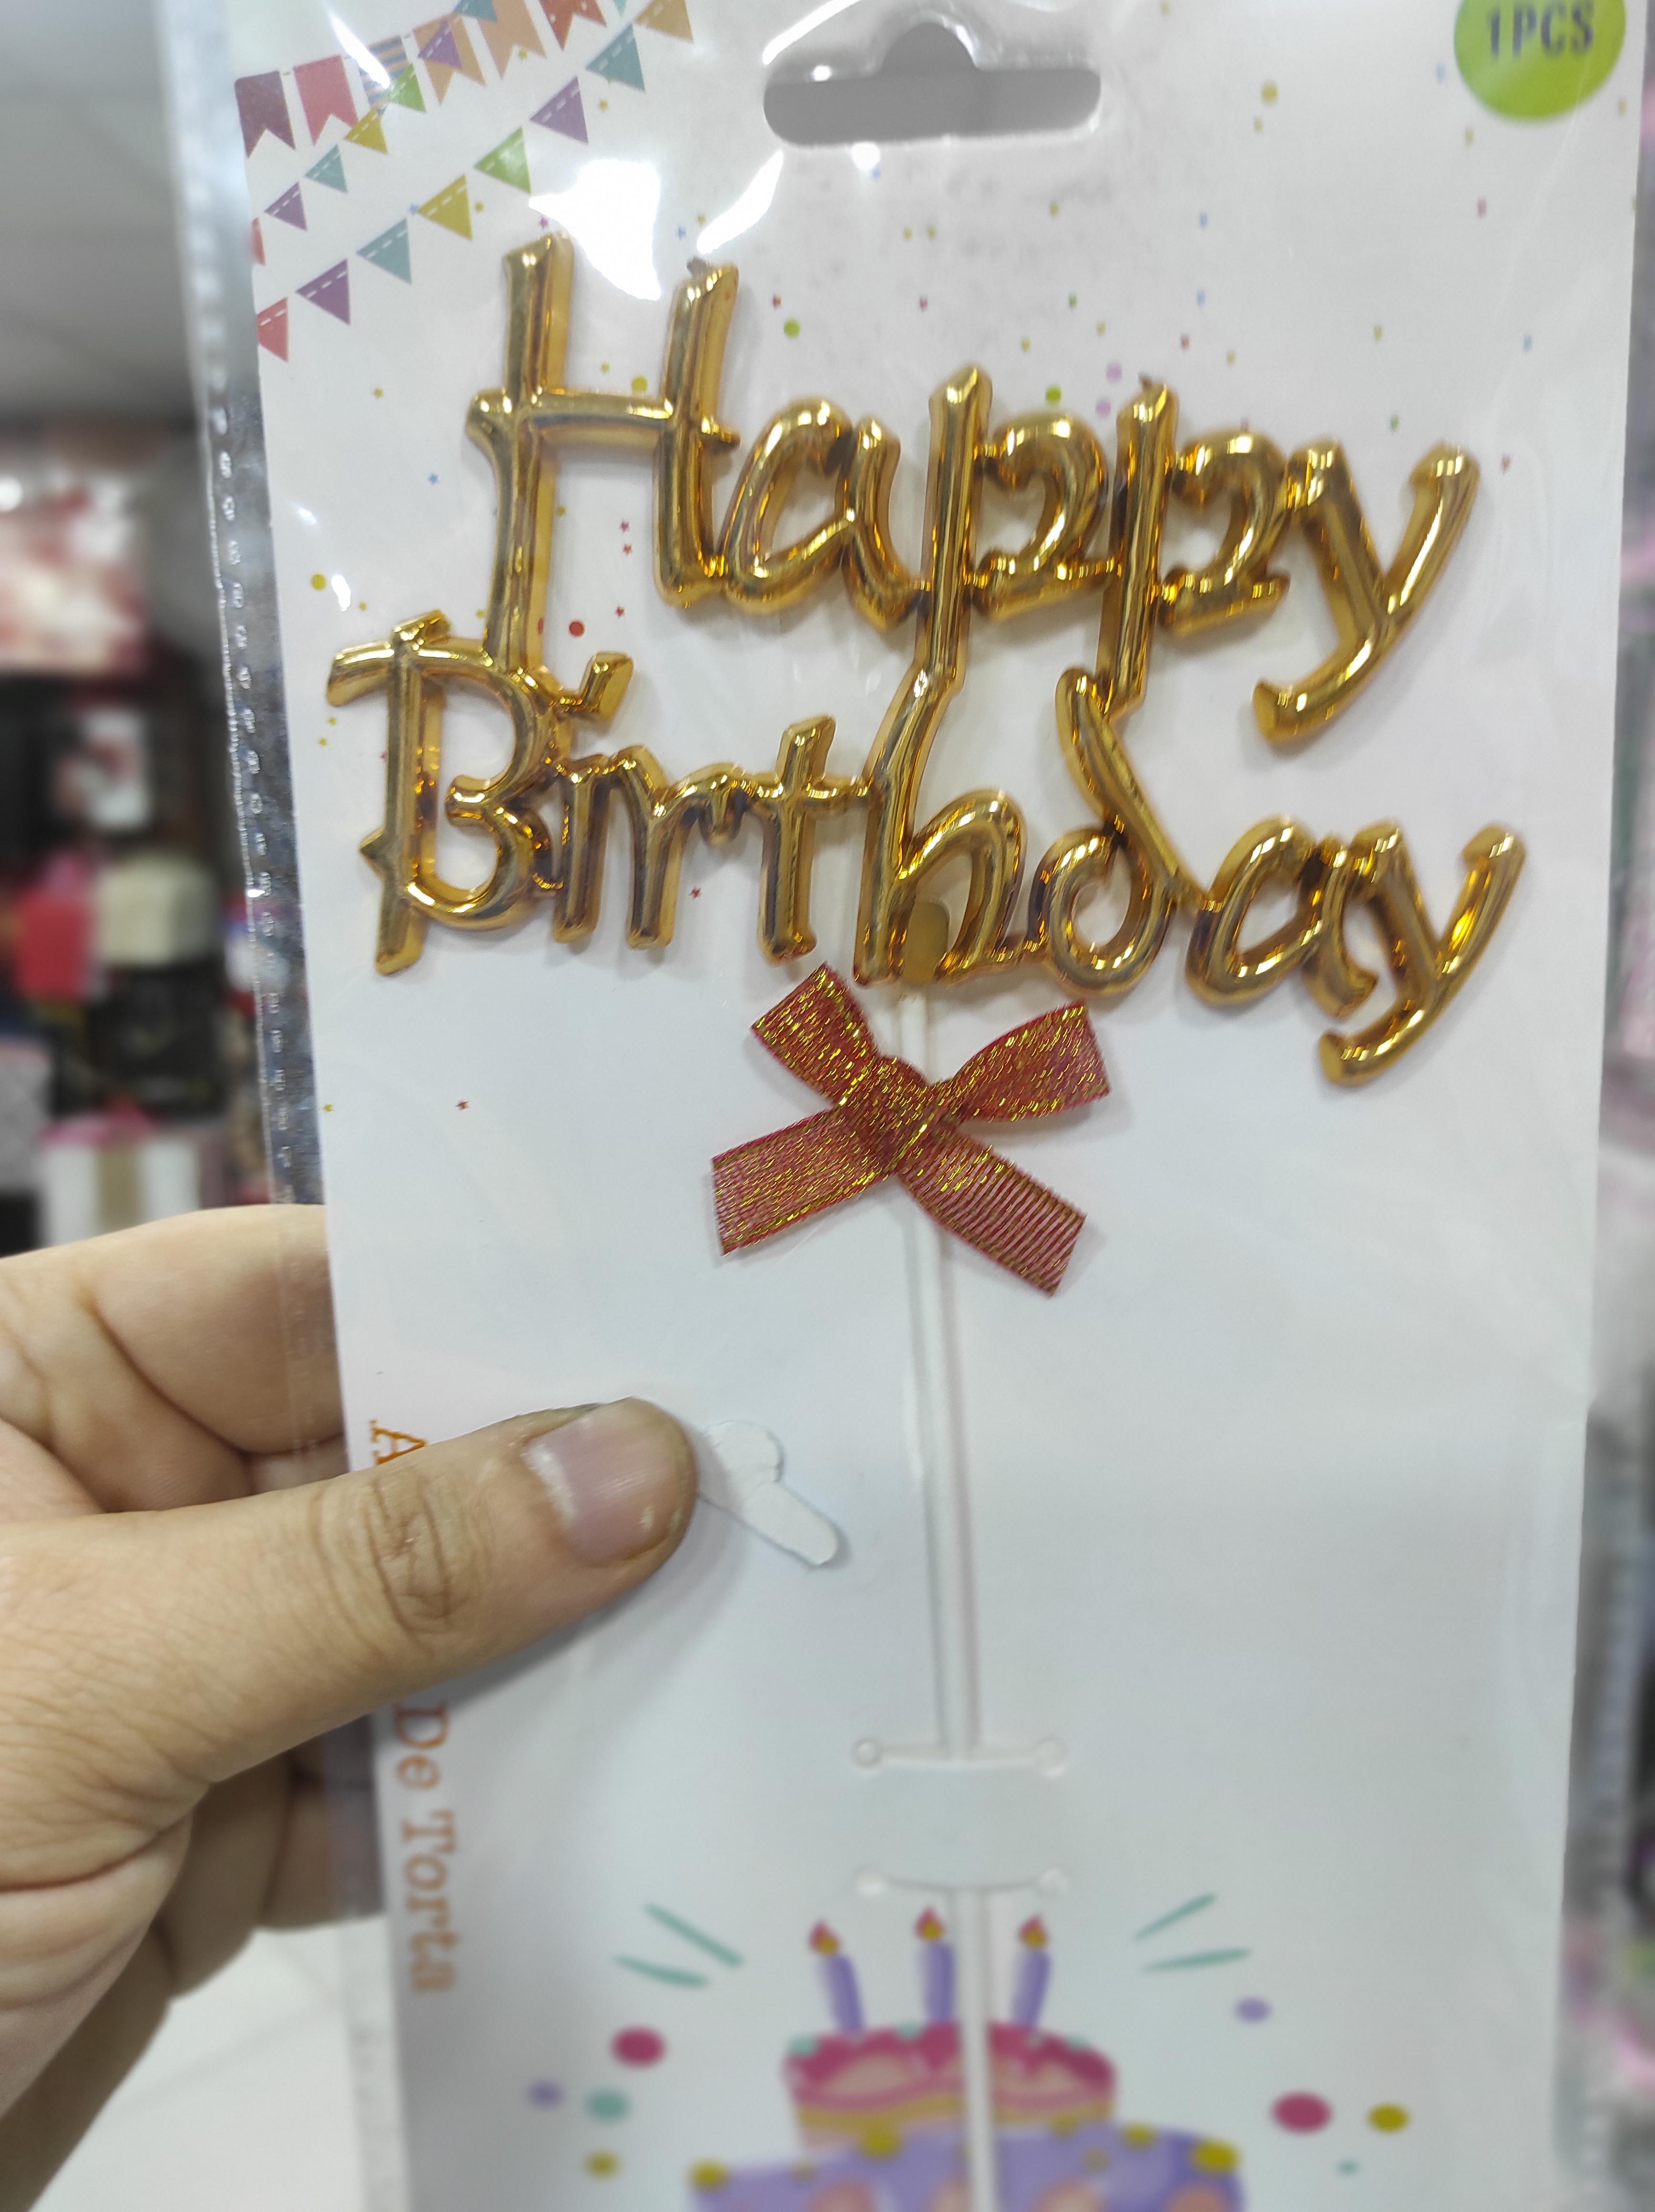 1PCS
Happy
Birthday
De Torta